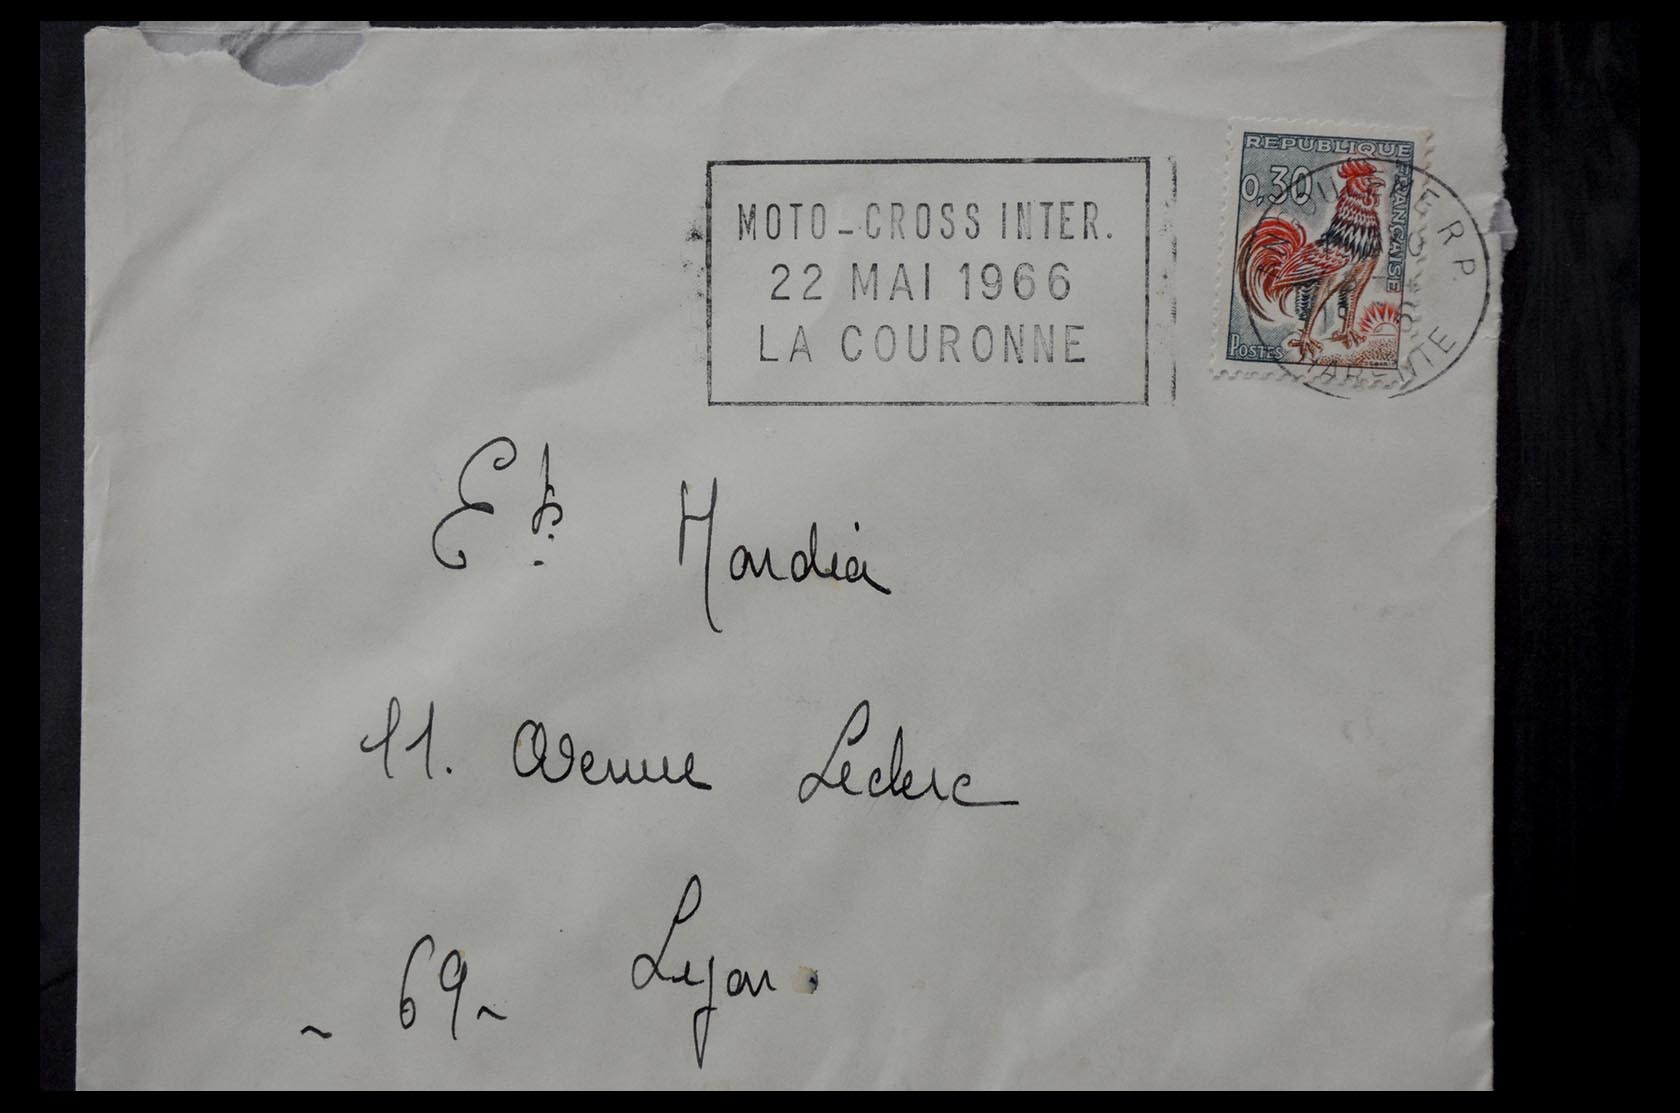 MOTO-CROSS INTER.
22 MAI 1966
LA COURONNE
REPUBLIQUE
FRANÇAISE
0,30
POSTES
R P
Ets.
11. Avenue Leclerc
- 69 - Lyon